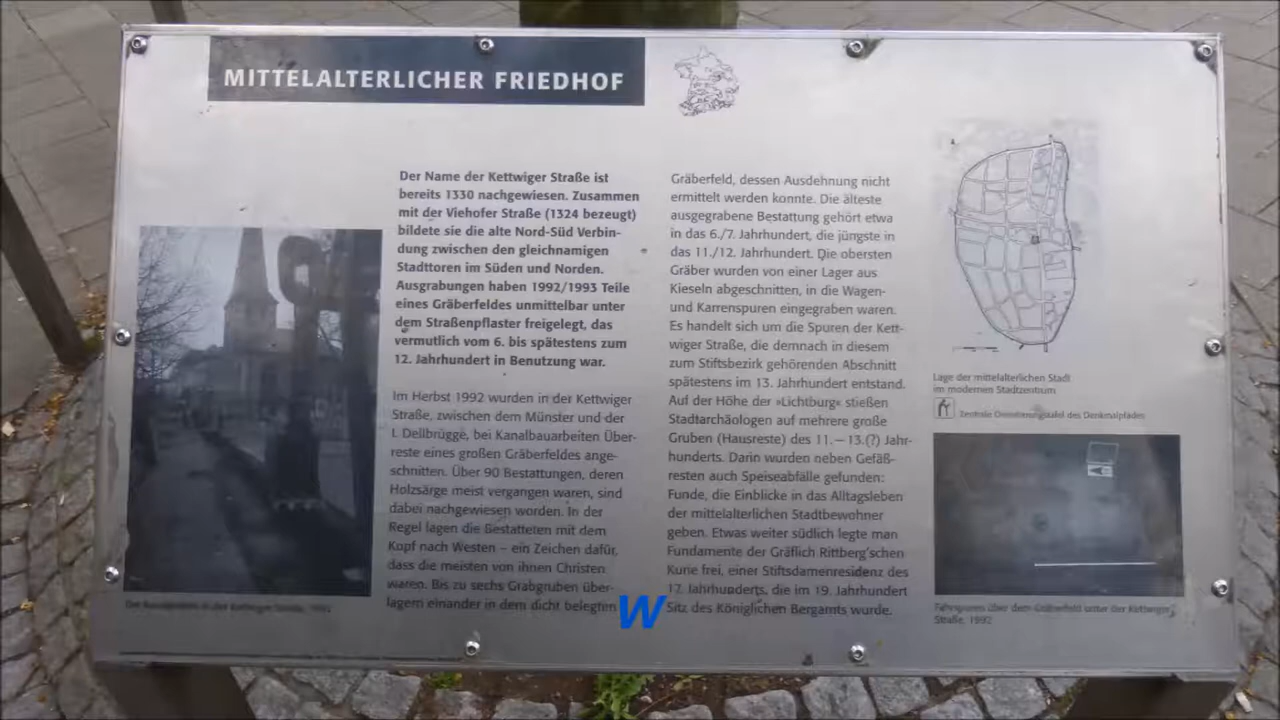 MITTELALTERLICHER FRIEDHOF
Der Name der Kettwiger Straße ist
bereits 1330 nachgewiesen. Zusammen
mit der Viehofer Straße (1324 bezeugt)
bildete sie die alte Nord-Süd Verbin-
dung zwischen den gleichnamigen
Stadttoren im Süden und Norden.
Ausgrabungen haben 1992/1993 Teile
eines Gräberfeldes unmittelbar unter
dem Straßenpflaster freigelegt, das
vermutlich vom 6. bis spätestens zum
12. Jahrhundert in Benutzung war.
Im Herbst 1992 wurden in der Kettwiger
Straße, zwischen dem Münster und der
I. Dellbrügge, bei Kanalbauarbeiten Über-
reste eines großen Gräberfeldes ange-
schnitten. Über 90 Bestattungen, deren
Holzsärge meist vergangen waren, sind
dabei nachgewiesen worden. In der
Regel lagen die Bestatteten mit dem
Kopf nach Westen – ein Zeichen dafür,
dass die meisten von ihnen Christen
waren. Bis zu sechs Grabgruben über-
lagern einander in dem dicht belegten
Gräberfeld, dessen Ausdehnung nicht
ermittelt werden konnte. Die älteste
ausgegrabene Bestattung gehört etwa
in das 6./7. Jahrhundert, die jüngste in
das 11./12. Jahrhundert. Die obersten
Gräber wurden von einer Lager aus
Kieseln abgeschnitten, in die Wagen-
und Karrenspuren eingegraben waren.
Es handelt sich um die Spuren der Kett-
wiger Straße, die demnach in diesem
zum Stiftsbezirk gehörenden Abschnitt
spätestens im 13. Jahrhundert entstand.
Auf der Höhe der »Lichtburg« stießen
Stadtarchäologen auf mehrere große
Gruben (Hausreste) des 11.–13.(?) Jahr-
hunderts. Darin wurden neben Gefäß-
resten auch Speiseabfälle gefunden:
Funde, die Einblicke in das Alltagsleben
der mittelalterlichen Stadtbewohner
geben. Etwas weiter südlich legte man
Fundamente der Gräflich Rittberg'schen
Kurie frei, einer Stiftsdamenresidenz des
17. Jahrhunderts, die im 19. Jahrhundert
Sitz des Königlichen Bergamts wurde.
Lage der mittelalterlichen Stadt
im modernen Stadtzentrum
Zentrale Orientierungstafel des Denkmalpfades
Fahrspuren über dem Gräberfeld unter der Kettwiger
Straße, 1992
W